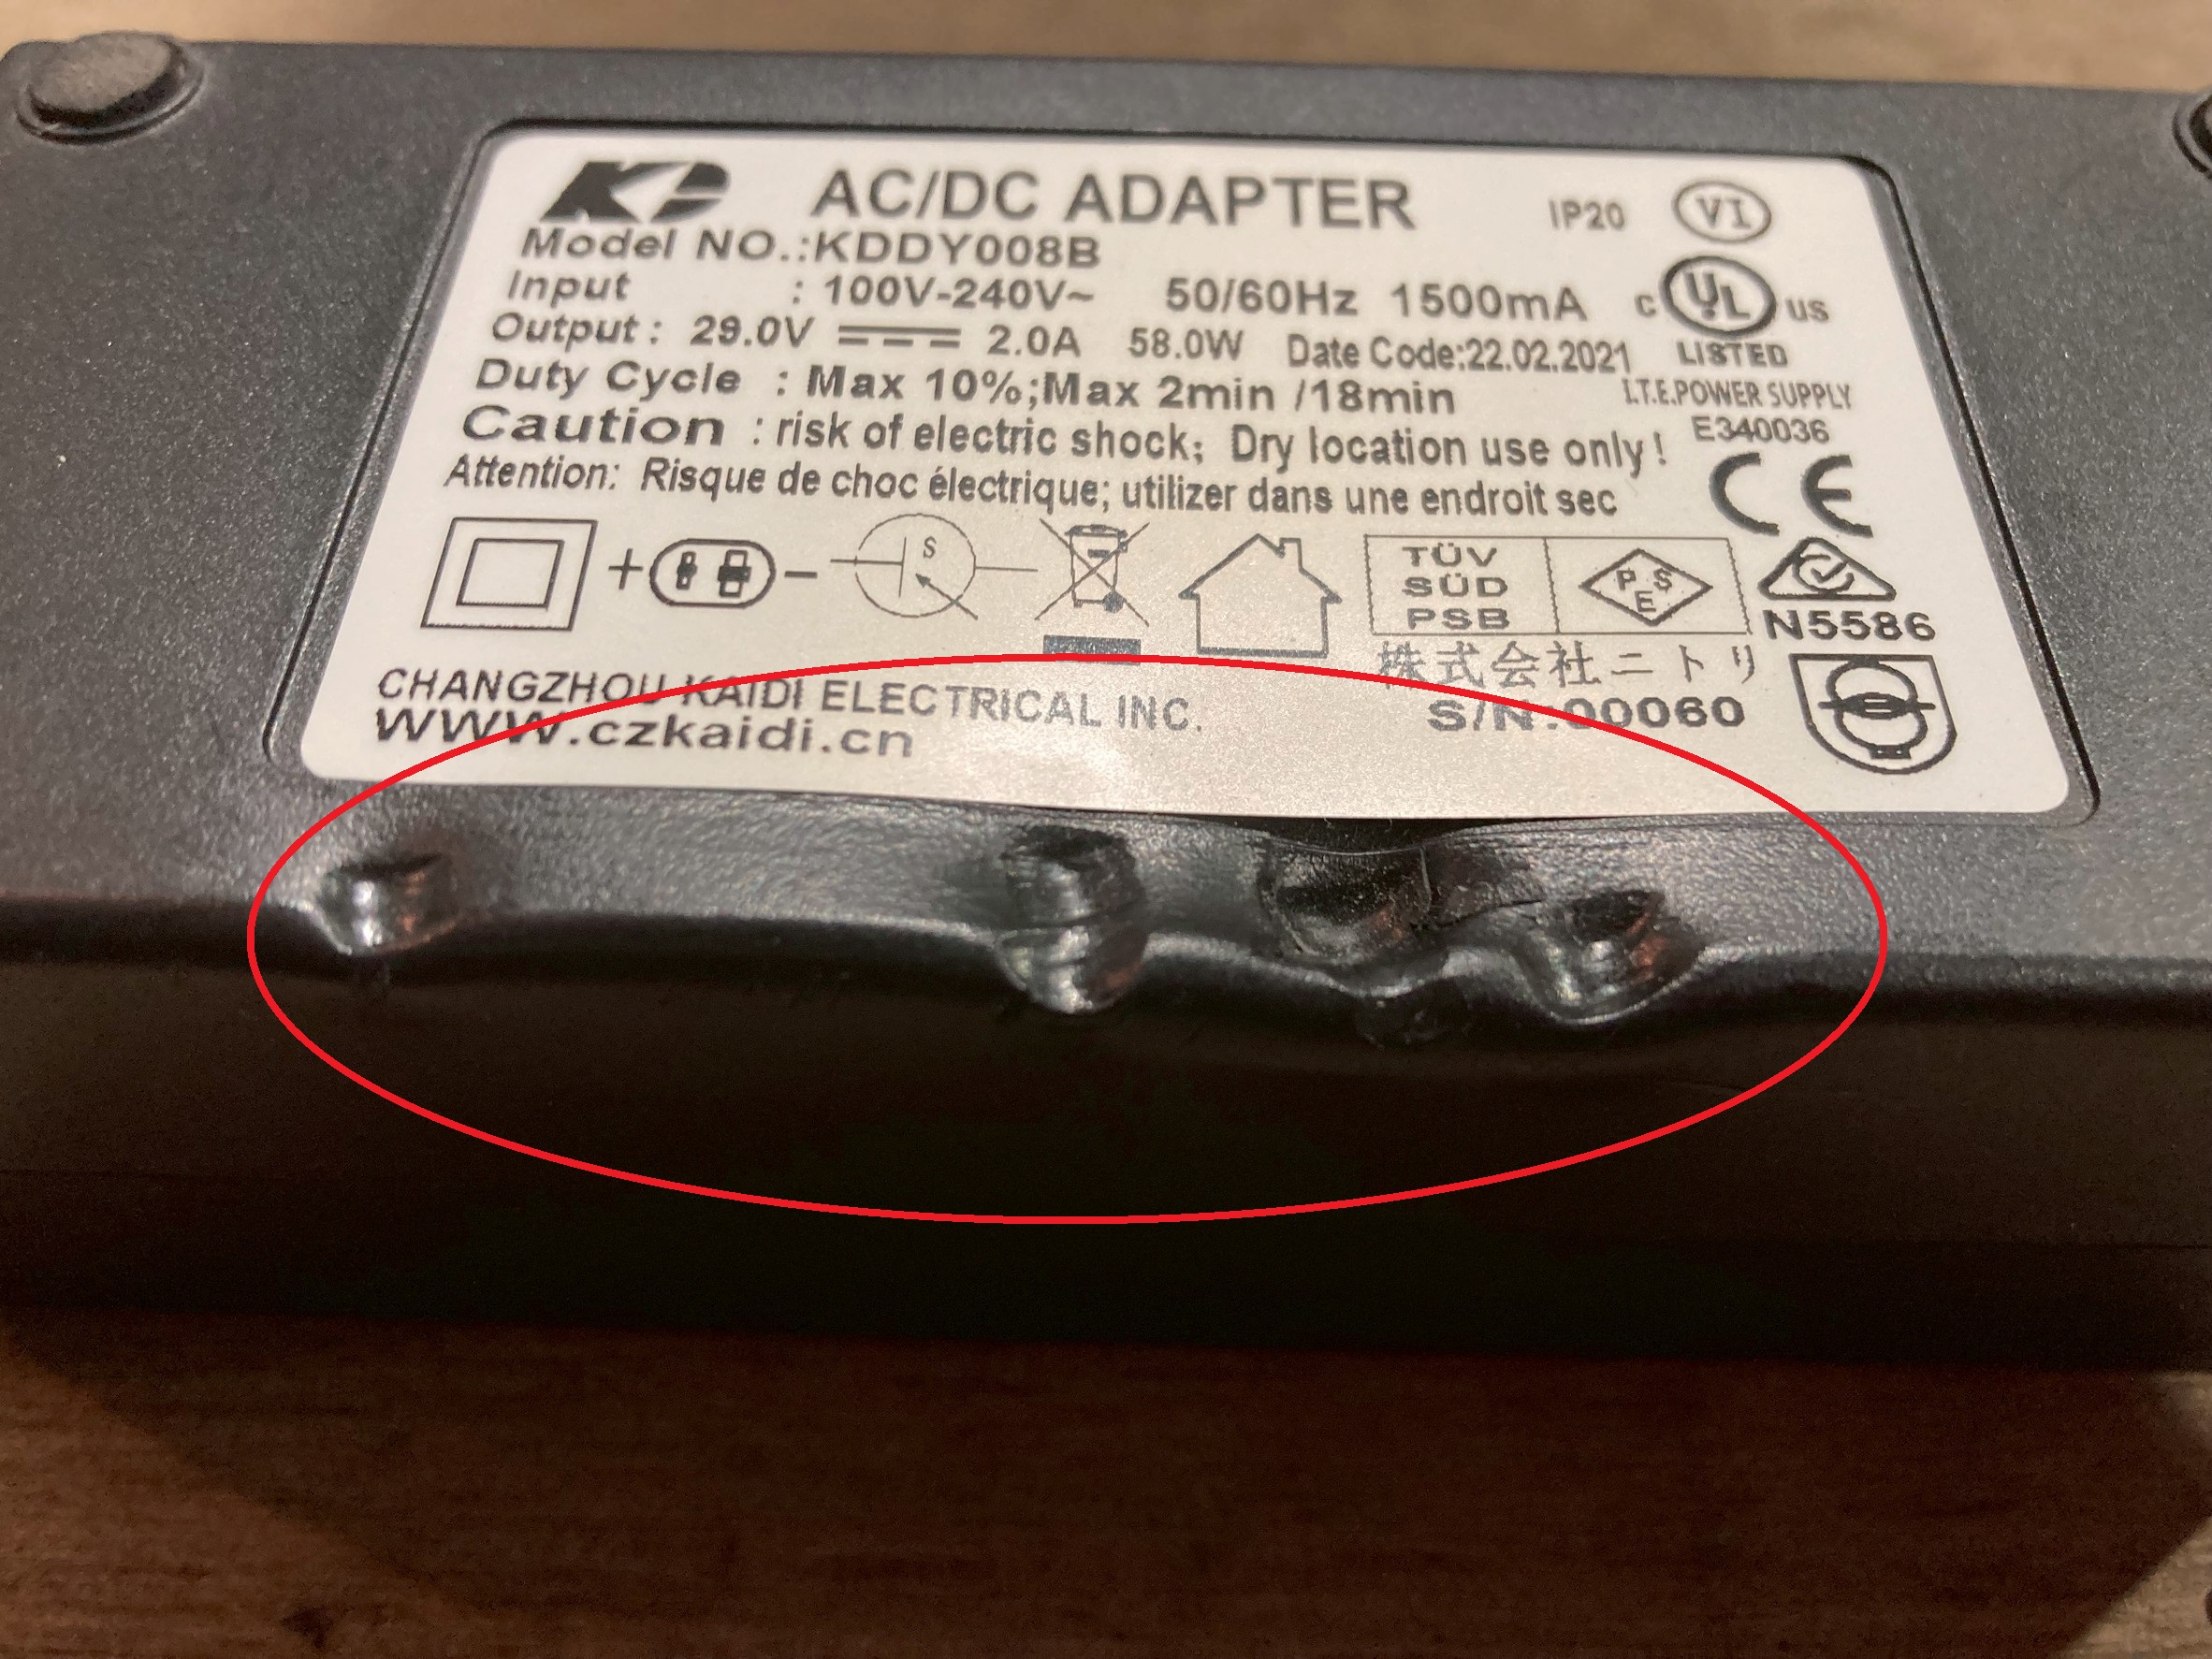 KD AC/DC ADAPTER IP20 VI
Model NO.:KDDY008B
Input : 100V-240V~ 50/60Hz 1500mA c UL us
Output : 29.0V 2.0A 58.0W Date Code:22.02.2021 LISTED
Duty Cycle : Max 10%;Max 2min /18min I.T.E.POWER SUPPLY
Caution : risk of electric shock; Dry location use only! E340036
Attention: Risque de choc électrique; utilizer dans une endroit sec CE
+ - S
TÜV
SÜD
PSB
PSE
N5586
株式会社ニトリ
CHANGZHOU KAIDI ELECTRICAL INC. S/N:00060
WWW.czkaidi.cn